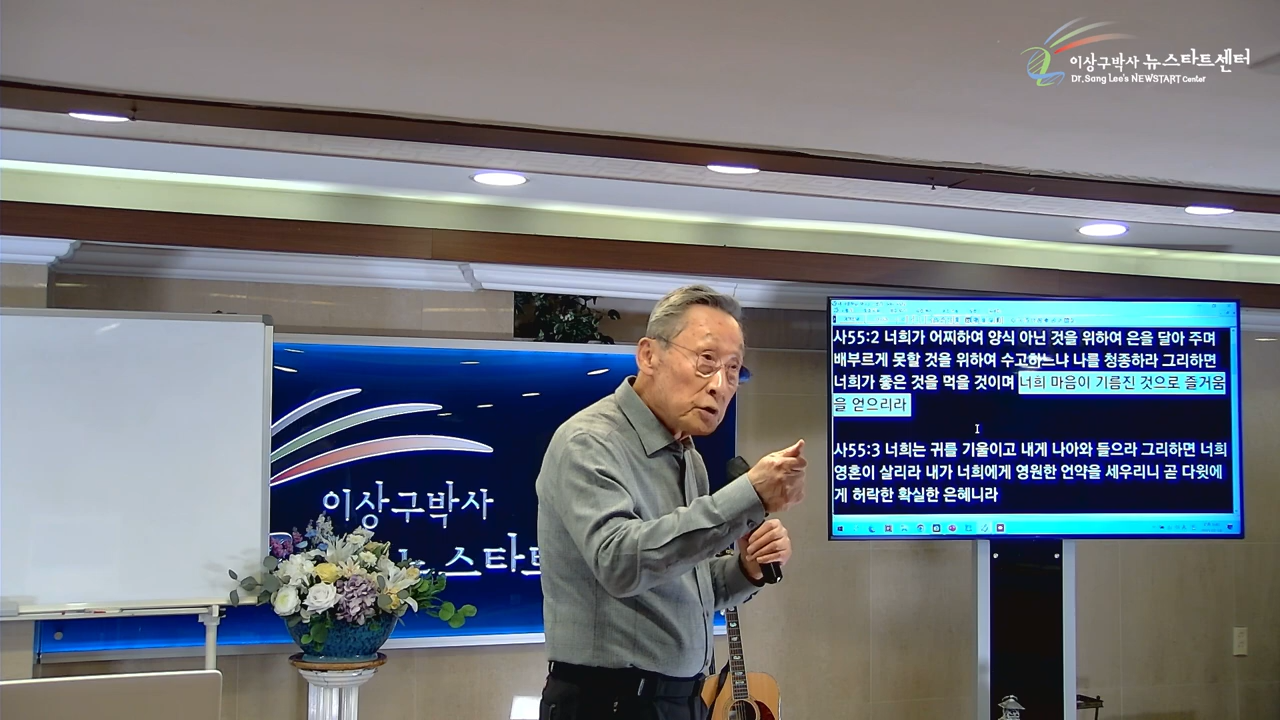 이상구박사 뉴스타트센터
Dr. Sang Lee's NEWSTART Center
사55:2 너희가 어찌하여 양식 아닌 것을 위하여 은을 달아 주며
배부르게 못할 것을 위하여 수고하느냐 나를 청종하라 그리하면
너희가 좋은 것을 먹을 것이며 너희 마음이 기름진 것으로 즐거움
을 얻으리라
사55:3 너희는 귀를 기울이고 내게 나아와 들으라 그리하면 너희
영혼이 살리라 내가 너희에게 영원한 언약을 세우리니 곧 다윗에
게 허락한 확실한 은혜니라
이상구박사
스타트